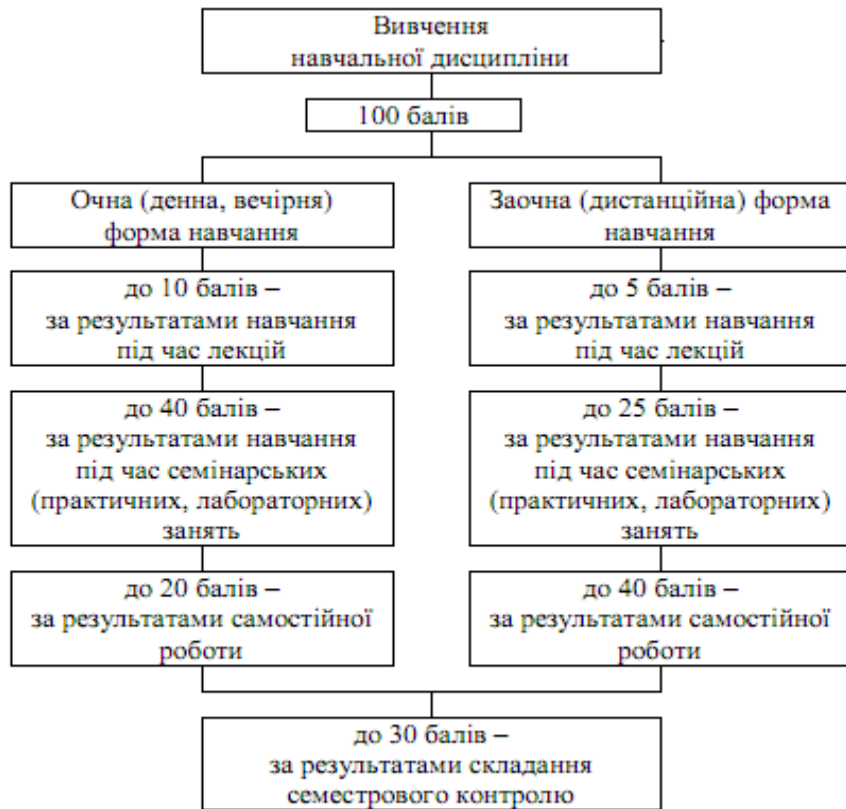 Вивчення
навчальної дисципліни
100 балів
Очна (денна, вечірня)
форма навчання
Заочна (дистанційна) форма
навчання
до 10 балів –
за результатами навчання
під час лекцій
до 5 балів –
за результатами навчання
під час лекцій
до 40 балів –
за результатами навчання
під час семінарських
(практичних, лабораторних)
занять
до 25 балів –
за результатами навчання
під час семінарських
(практичних, лабораторних)
занять
до 20 балів –
за результатами самостійної
роботи
до 40 балів –
за результатами самостійної
роботи
до 30 балів –
за результатами складання
семестрового контролю